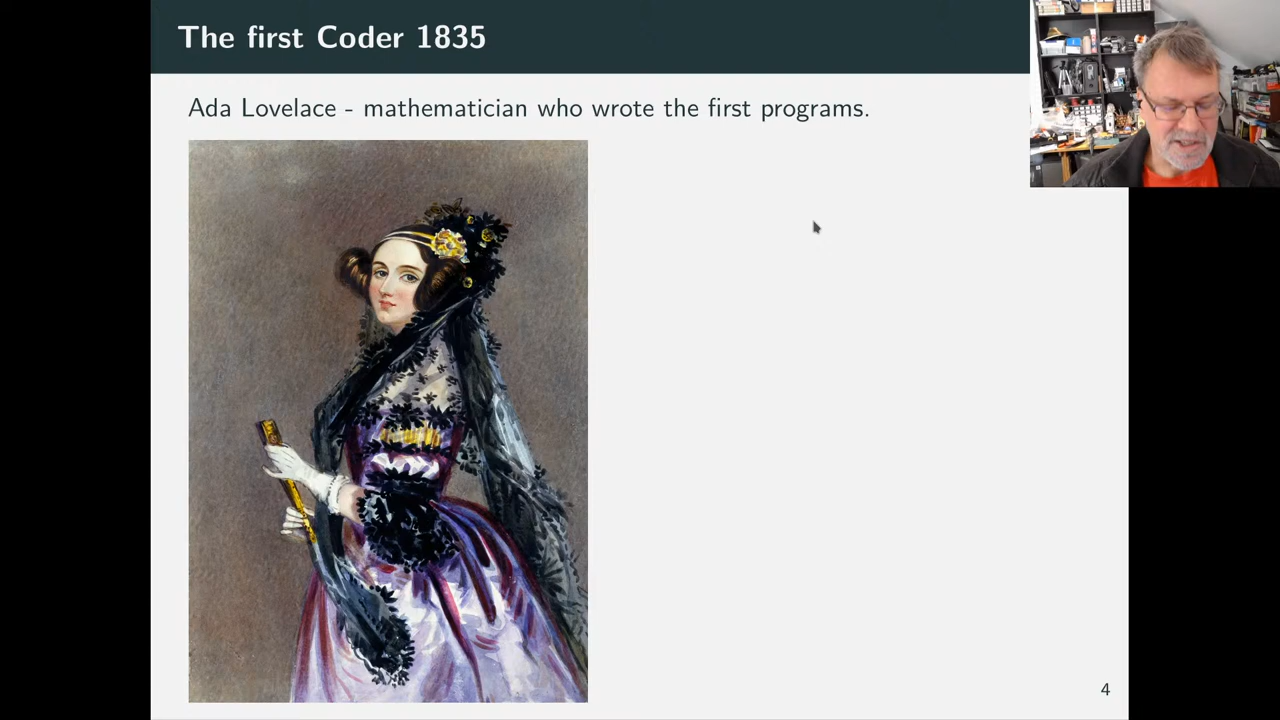 The first Coder 1835
Ada Lovelace - mathematician who wrote the first programs.
4